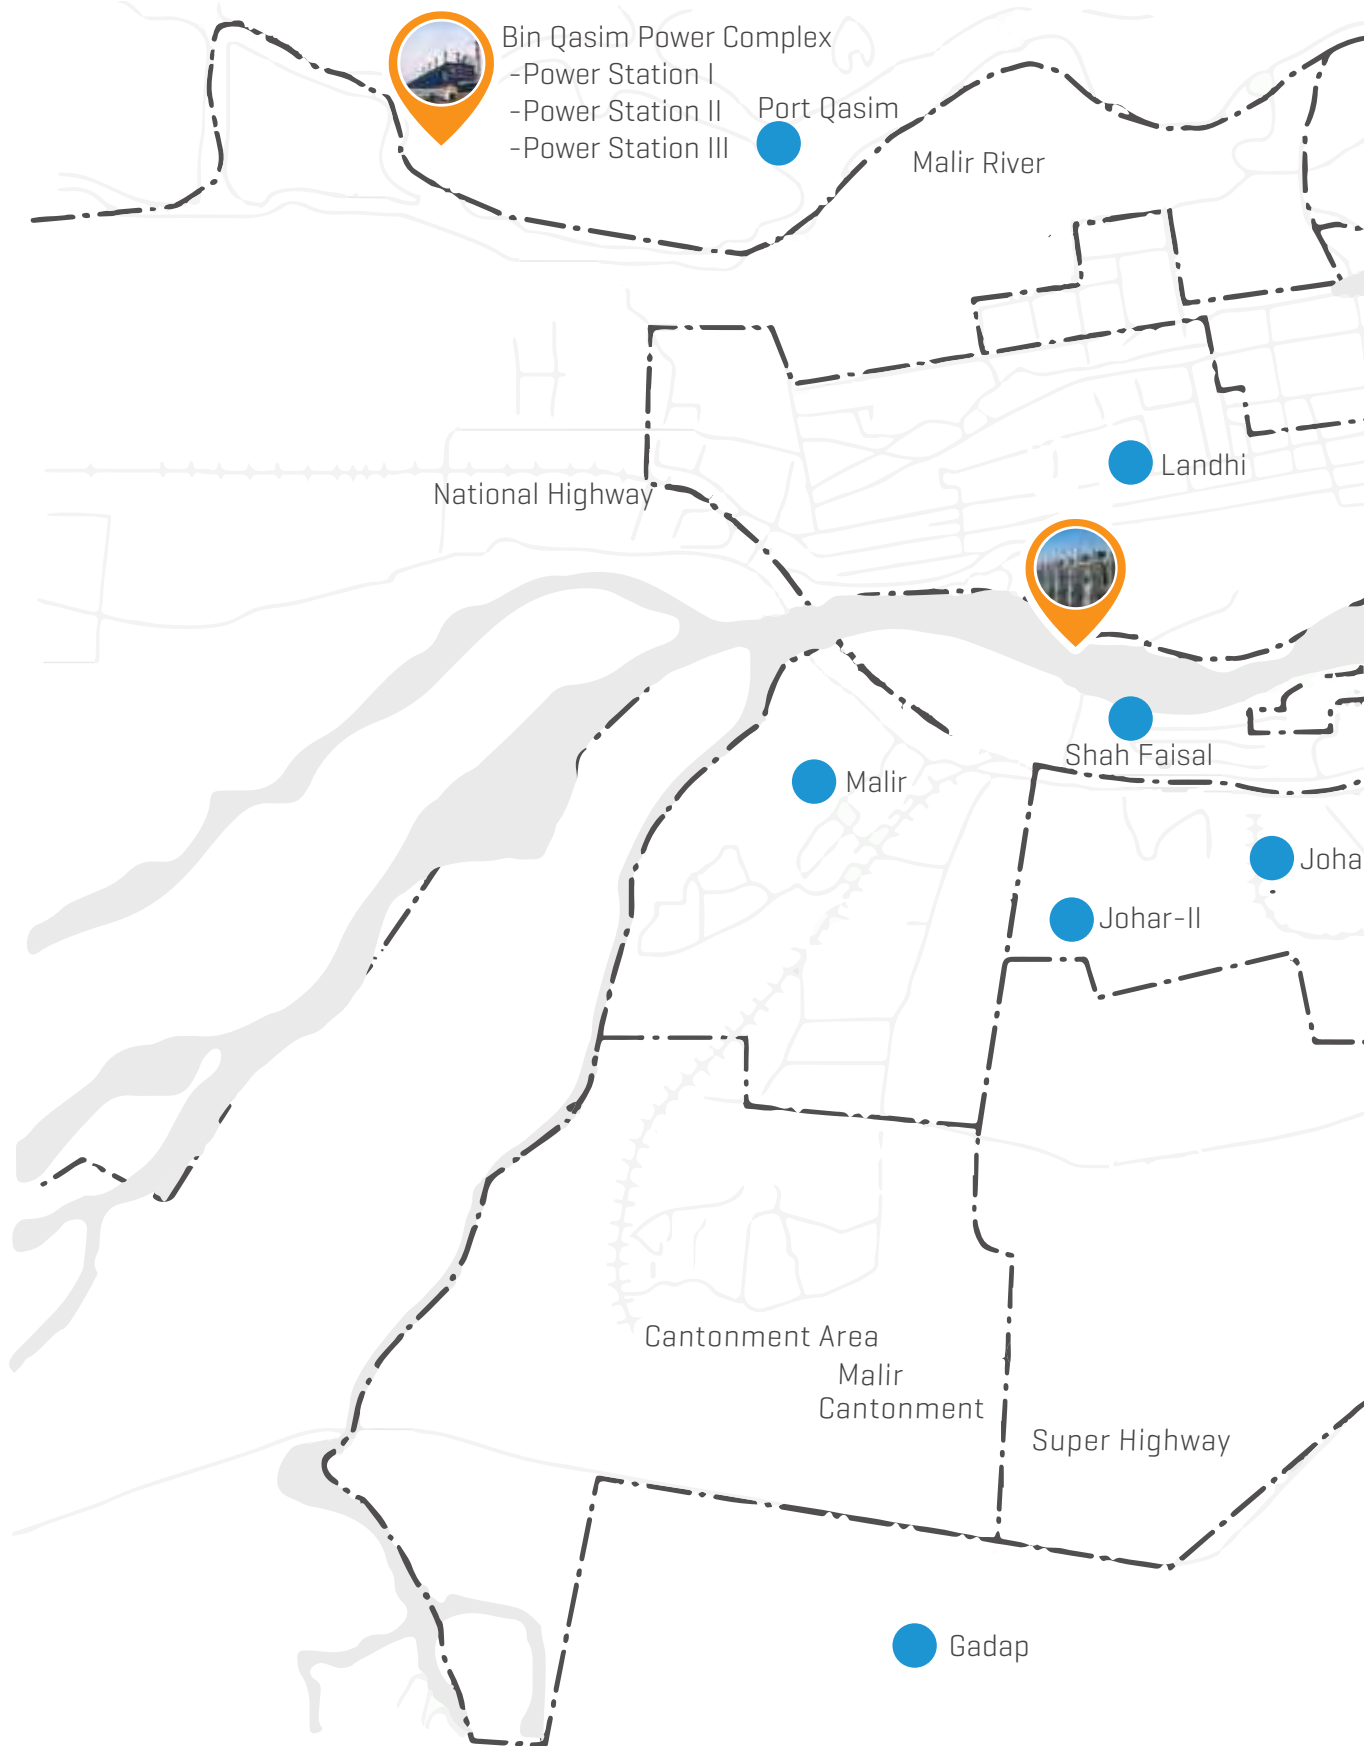 Bin Qasim Power Complex
-Power Station I
-Power Station II
-Power Station III
Port Qasim
Malir River
Landhi
National Highway
Shah Faisal
Malir
Joha
Johar-II
Cantonment Area
Malir
Cantonment
Super Highway
Gadap